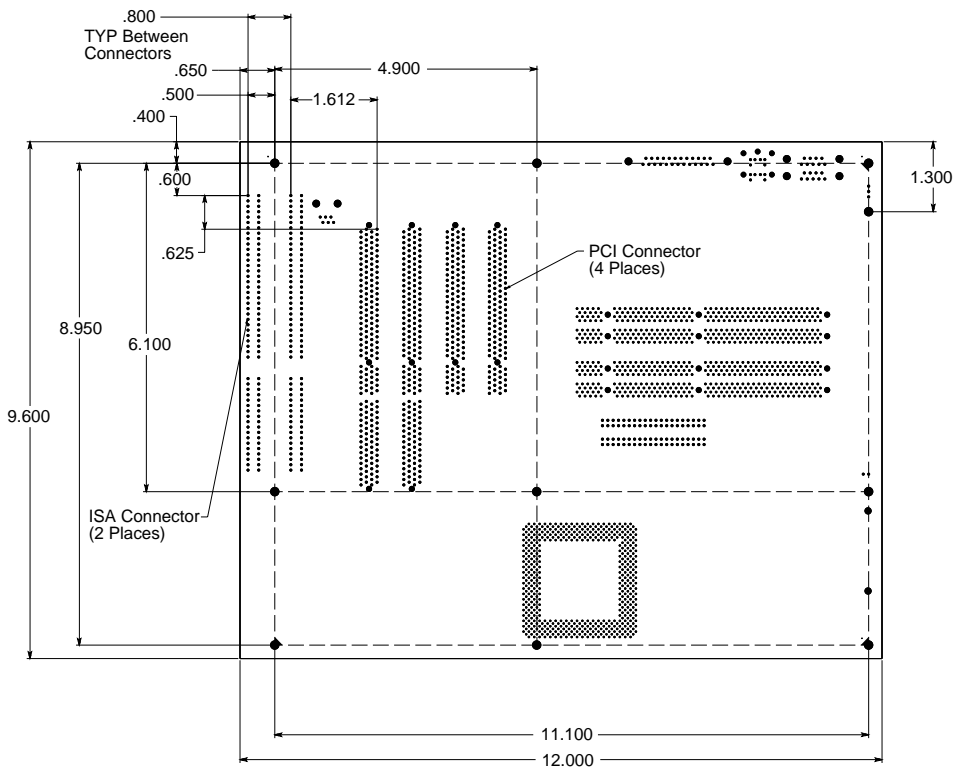 .800
TYP Between
Connectors
.650
4.900
.500
1.612
.400
.600
1.300
.625
PCI Connector
(4 Places)
8.950
6.100
9.600
ISA Connector
(2 Places)
11.100
12.000